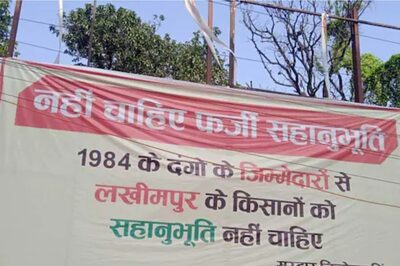 नहीं चाहिए फर्जी सहानुभूति
1984 के दंगो के जिम्मेदारों से
लखीमपुर के किसानों को
सहानुभूति नहीं चाहिए